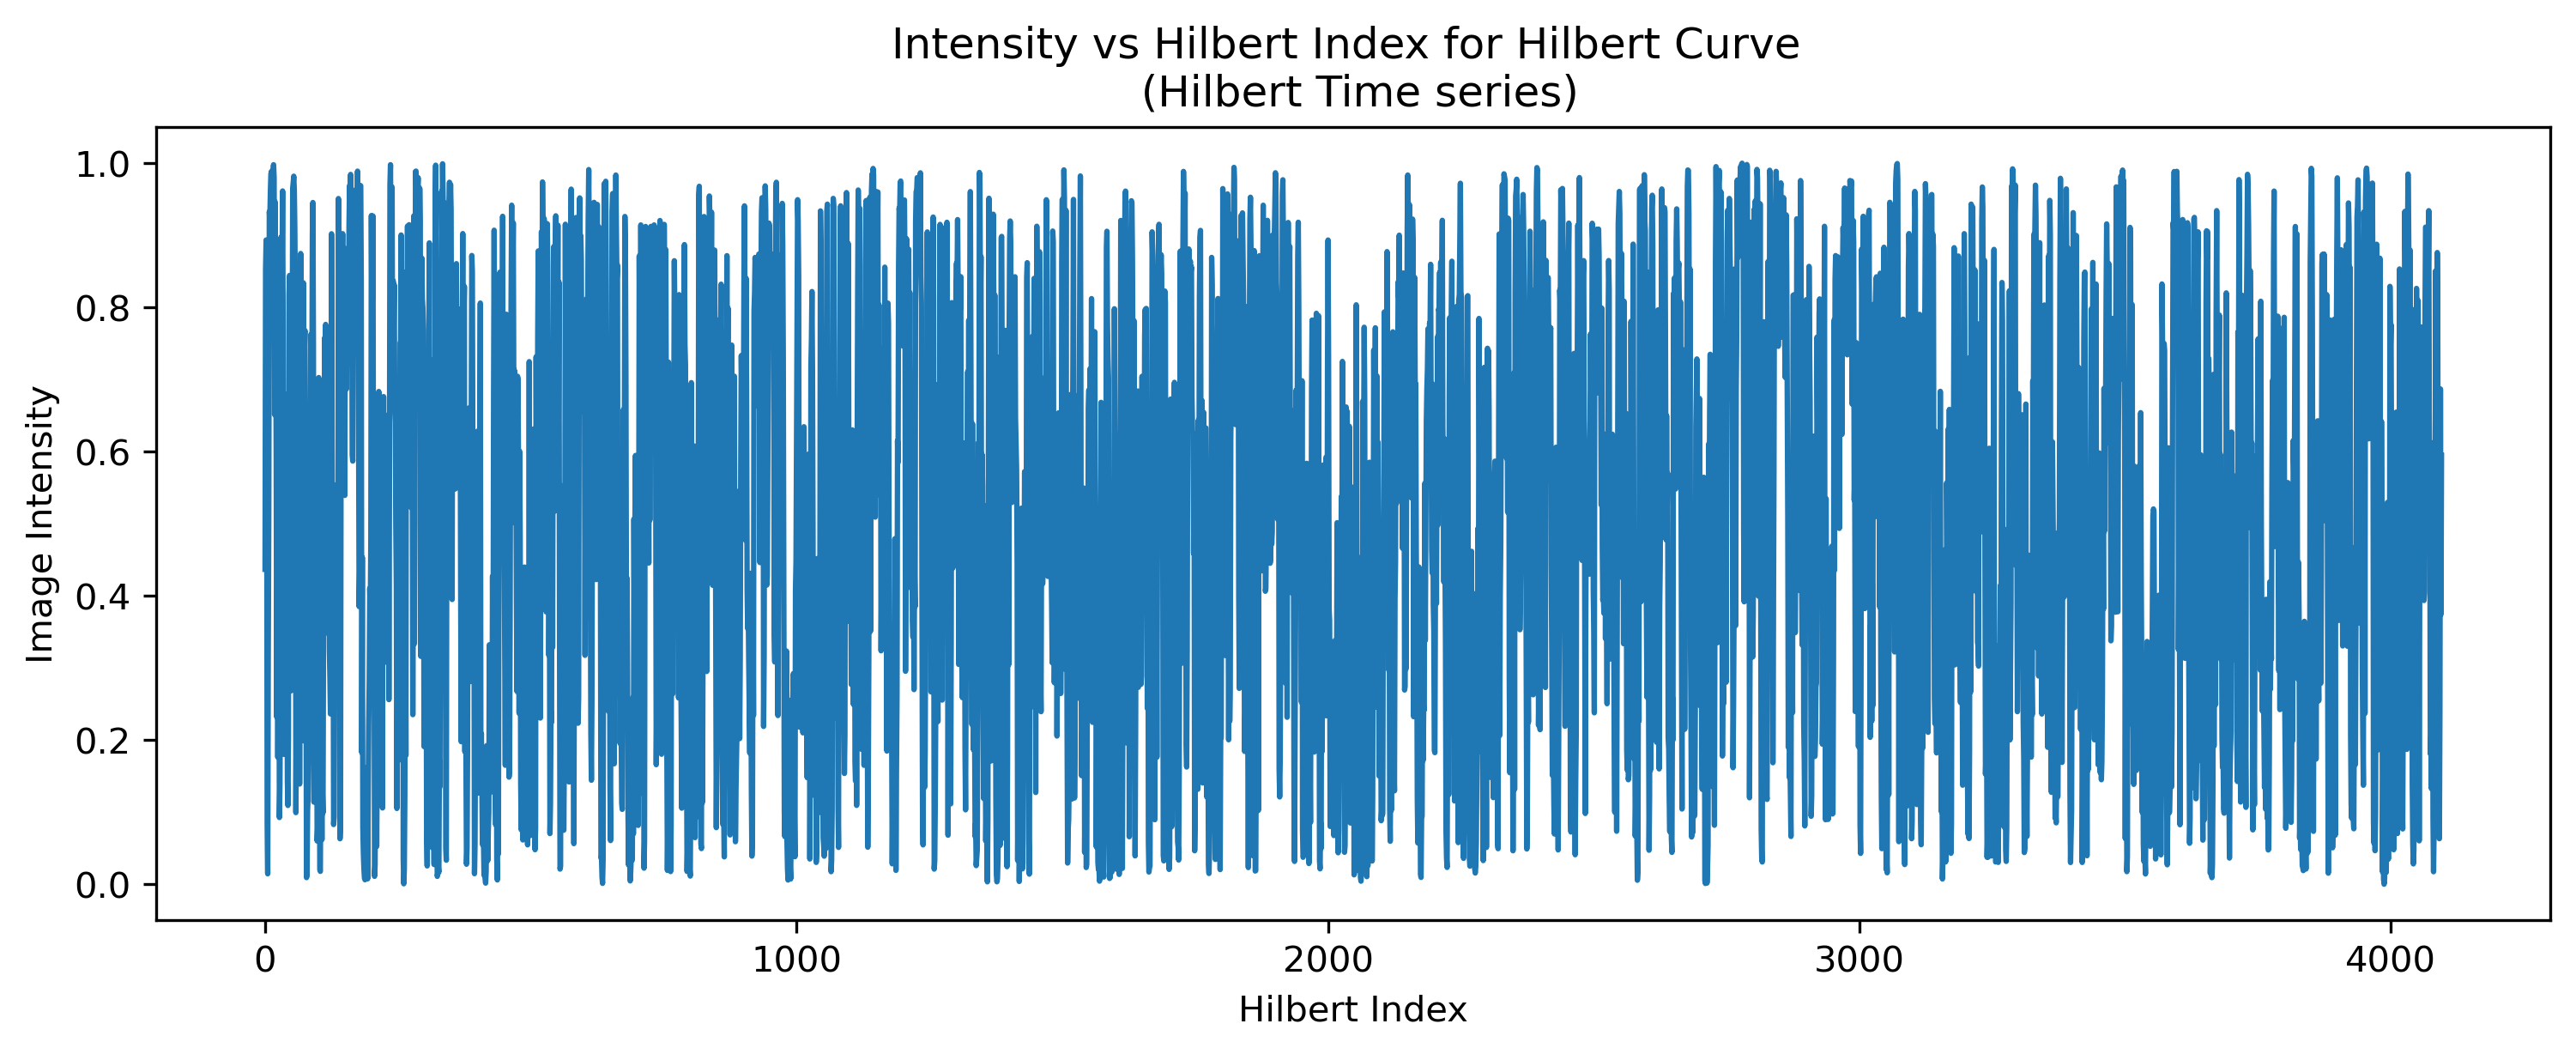 Intensity vs Hilbert Index for Hilbert Curve
(Hilbert Time series)
Image Intensity
1.0
0.8
0.6
0.4
0.2
0.0
0 1000 2000 3000 4000
Hilbert Index